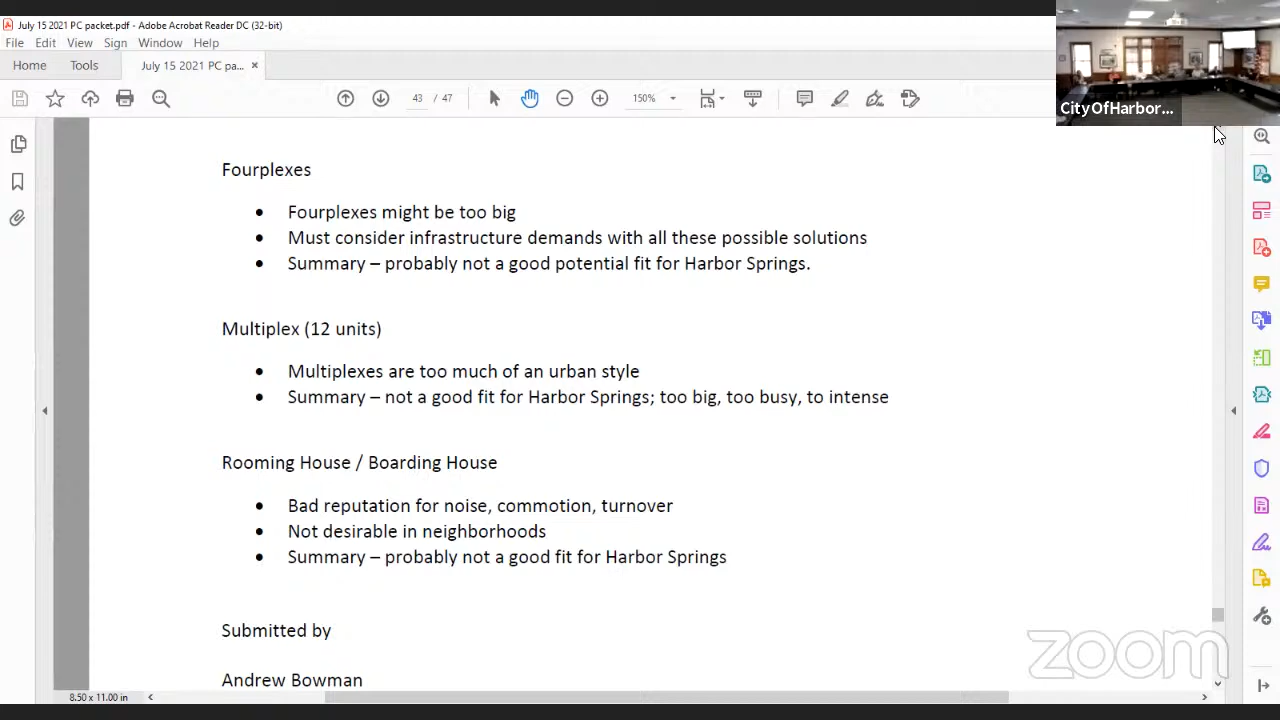 July 15 2021 PC packet.pdf - Adobe Acrobat Reader DC (32-bit)
File Edit View Sign Window Help
Home Tools July 15 2021 PC pa... ×
43 / 47 150%
CityOfHarbor...
Fourplexes
• Fourplexes might be too big
• Must consider infrastructure demands with all these possible solutions
• Summary – probably not a good potential fit for Harbor Springs.
Multiplex (12 units)
• Multiplexes are too much of an urban style
• Summary – not a good fit for Harbor Springs; too big, too busy, to intense
Rooming House / Boarding House
• Bad reputation for noise, commotion, turnover
• Not desirable in neighborhoods
• Summary – probably not a good fit for Harbor Springs
Submitted by
Andrew Bowman
zoom
8.50 x 11.00 in